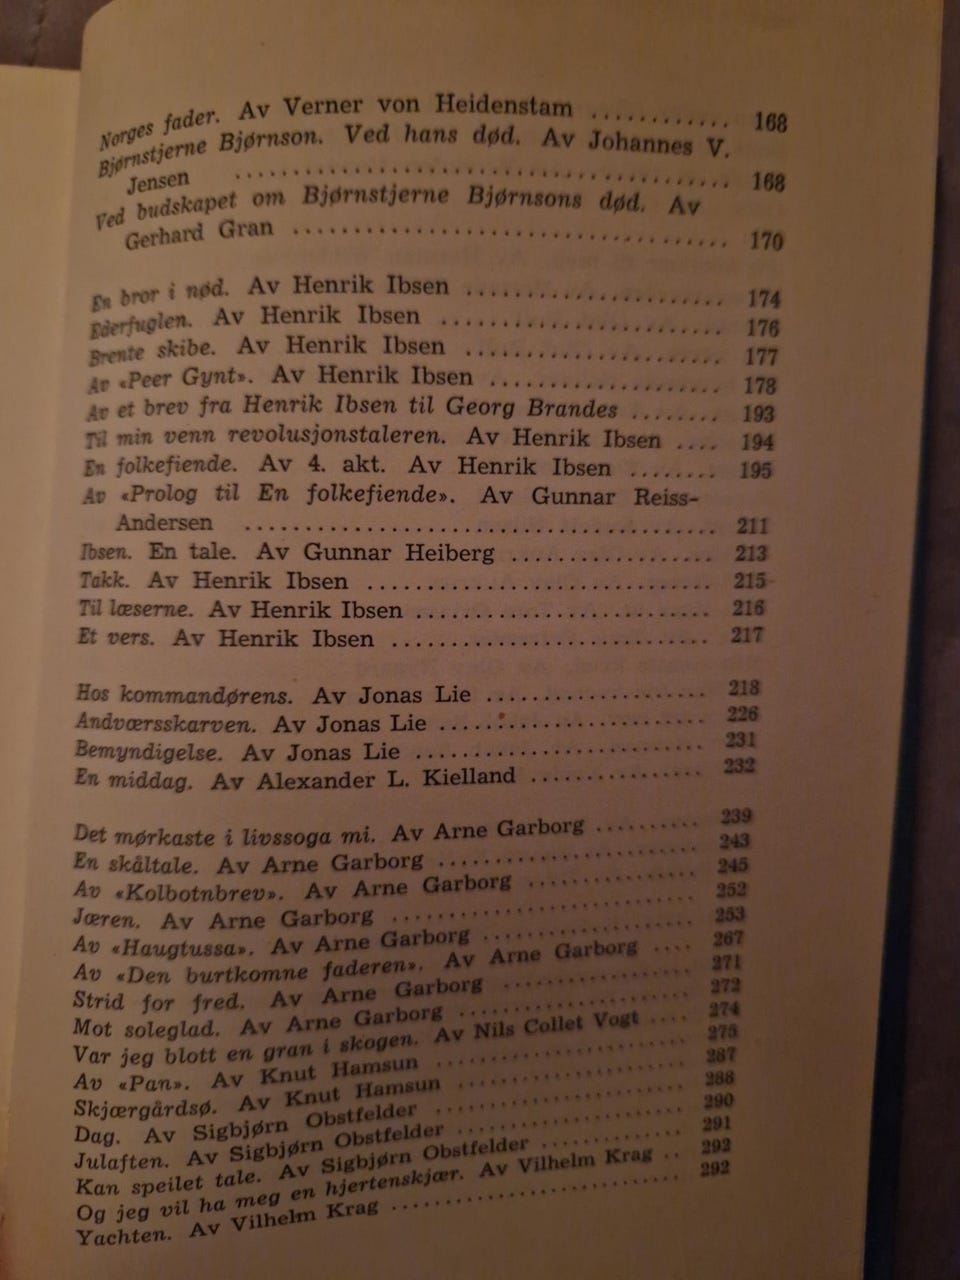 Norges fader. Av Verner von Heidenstam ............ 168
Bjørnstjerne Bjørnson. Ved hans død. Av Johannes V.
Jensen .......................................... 168
Ved budskapet om Bjørnstjerne Bjørnsons død. Av
Gerhard Gran ..................................... 170
En bror i nød. Av Henrik Ibsen ...................... 174
Ederfuglen. Av Henrik Ibsen ........................ 176
Brente skibe. Av Henrik Ibsen ...................... 177
Av «Peer Gynt». Av Henrik Ibsen .................... 178
Av et brev fra Henrik Ibsen til Georg Brandes ........ 193
Til min venn revolusjonstaleren. Av Henrik Ibsen .... 194
En folkefiende. Av 4. akt. Av Henrik Ibsen ........ 195
Av «Prolog til En folkefiende». Av Gunnar Reiss-
Andersen ........................................ 211
Ibsen. En tale. Av Gunnar Heiberg .................. 213
Takk. Av Henrik Ibsen .............................. 215
Til læserne. Av Henrik Ibsen ........................ 216
Et vers. Av Henrik Ibsen ............................ 217
Hos kommandørens. Av Jonas Lie .................... 218
Andværsskarven. Av Jonas Lie ........................ 226
Bemyndigelse. Av Jonas Lie .......................... 231
En middag. Av Alexander L. Kielland ................ 232
Det mørkaste i livssoga mi. Av Arne Garborg .......... 239
En skåltale. Av Arne Garborg ........................ 243
Av «Kolbotnbrev». Av Arne Garborg .................. 245
Jæren. Av Arne Garborg ............................ 252
Av «Haugtussa». Av Arne Garborg .................... 253
Av «Den burtkomne faderen». Av Arne Garborg .... 267
Strid for fred. Av Arne Garborg .................... 271
Mot soleglad. Av Arne Garborg ...................... 272
Var jeg blott en gran i skogen. Av Nils Collet Vogt .... 274
Av «Pan». Av Knut Hamsun .......................... 275
Skjærgårdsø. Av Knut Hamsun ........................ 287
Dag. Av Sigbjørn Obstfelder ........................ 288
Julaften. Av Sigbjørn Obstfelder .................... 290
Kan speilet tale. Av Sigbjørn Obstfelder ............ 291
Og jeg vil ha meg en hjertenskjær. Av Vilhelm Krag .. 292
Yachten. Av Vilhelm Krag ............................ 292